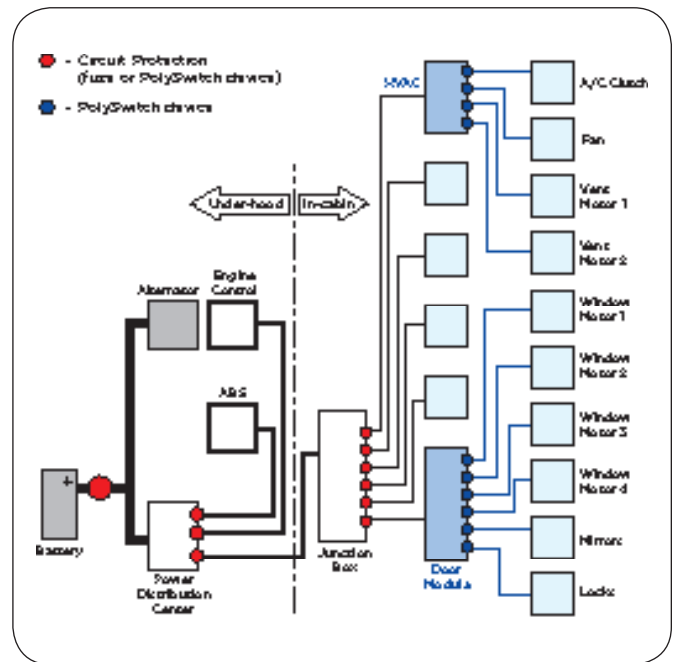 - Circuit Protection
(fuse or PolySwitch device)
- PolySwitch device
HVAC
A/C Clutch
Fan
Vent
Motor 1
Vent
Motor 2
Under-hood
In-cabin
Alternator
Engine
Control
ABS
Window
Motor 1
Window
Motor 2
Window
Motor 3
Window
Motor 4
Mirrors
Locks
+
Battery
Power
Distribution
Center
Junction
Box
Door
Module